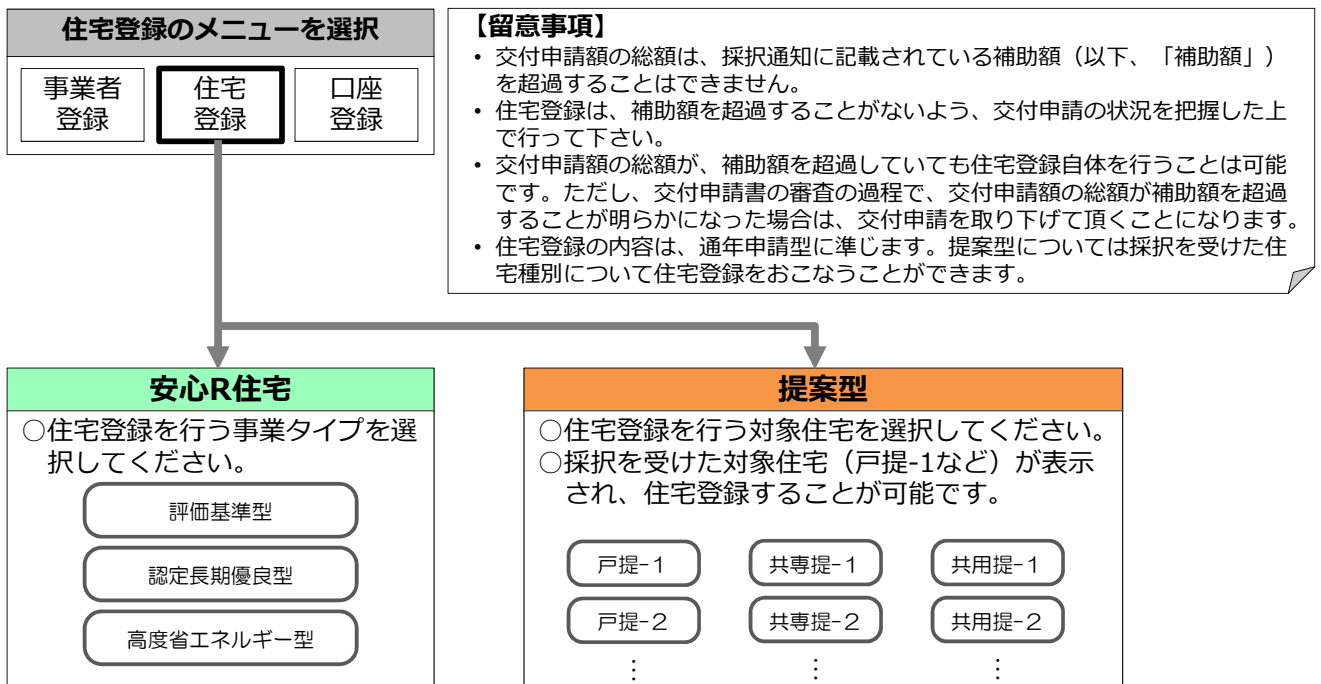 住宅登録のメニューを選択
事業者
登録
住宅
登録
口座
登録
【留意事項】
• 交付申請額の総額は、採択通知に記載されている補助額（以下、「補助額」）
を超過することはできません。
• 住宅登録は、補助額を超過することがないよう、交付申請の状況を把握した上
で行って下さい。
• 交付申請額の総額が、補助額を超過していても住宅登録自体を行うことは可能
です。ただし、交付申請書の審査の過程で、交付申請額の総額が補助額を超過
することが明らかになった場合は、交付申請を取り下げて頂くことになります。
• 住宅登録の内容は、通年申請型に準じます。提案型については採択を受けた住
宅種別について住宅登録をおこなうことができます。
安心R住宅
○住宅登録を行う事業タイプを選
択してください。
評価基準型
認定長期優良型
高度省エネルギー型
提案型
○住宅登録を行う対象住宅を選択してください。
○採択を受けた対象住宅（戸提-1など）が表示
され、住宅登録することが可能です。
戸提-1 共専提-1 共用提-1
戸提-2 共専提-2 共用提-2
⋮ ⋮ ⋮